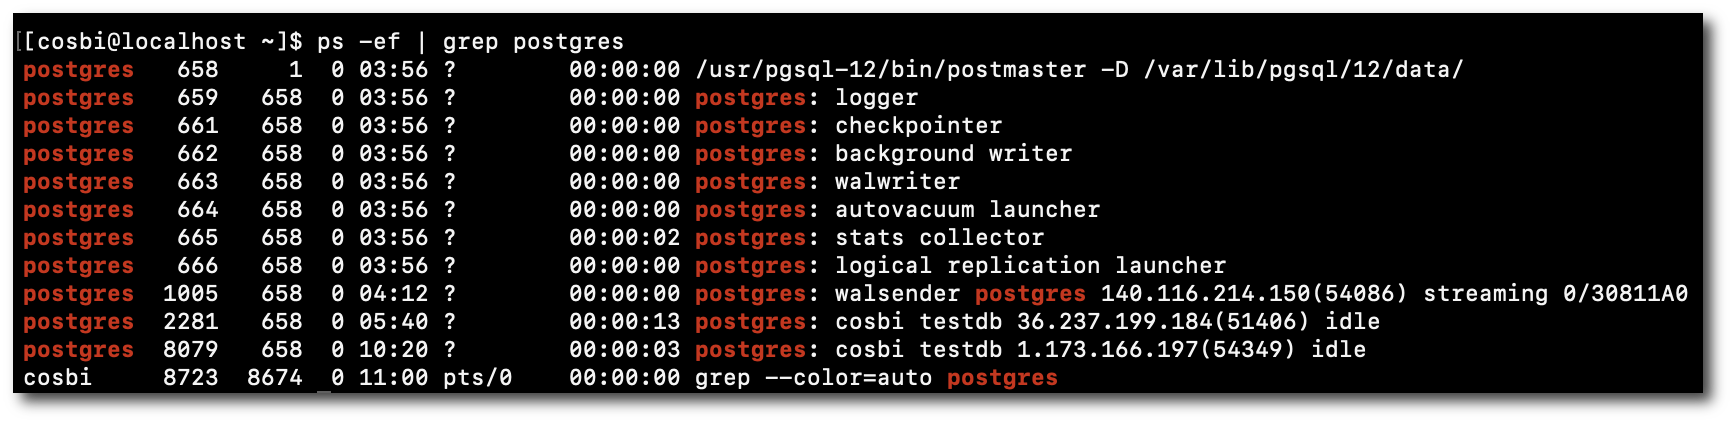 [[cosbi@localhost ~]$ ps -ef | grep postgres
postgres   658     1  0 03:56 ?        00:00:00 /usr/pgsql-12/bin/postmaster -D /var/lib/pgsql/12/data/
postgres   659   658  0 03:56 ?        00:00:00 postgres: logger
postgres   661   658  0 03:56 ?        00:00:00 postgres: checkpointer
postgres   662   658  0 03:56 ?        00:00:00 postgres: background writer
postgres   663   658  0 03:56 ?        00:00:00 postgres: walwriter
postgres   664   658  0 03:56 ?        00:00:00 postgres: autovacuum launcher
postgres   665   658  0 03:56 ?        00:00:02 postgres: stats collector
postgres   666   658  0 03:56 ?        00:00:00 postgres: logical replication launcher
postgres  1005   658  0 04:12 ?        00:00:00 postgres: walsender postgres 140.116.214.150(54086) streaming 0/30811A0
postgres  2281   658  0 05:40 ?        00:00:13 postgres: cosbi testdb 36.237.199.184(51406) idle
postgres  8079   658  0 10:20 ?        00:00:03 postgres: cosbi testdb 1.173.166.197(54349) idle
cosbi     8723  8674  0 11:00 pts/0    00:00:00 grep --color=auto postgres